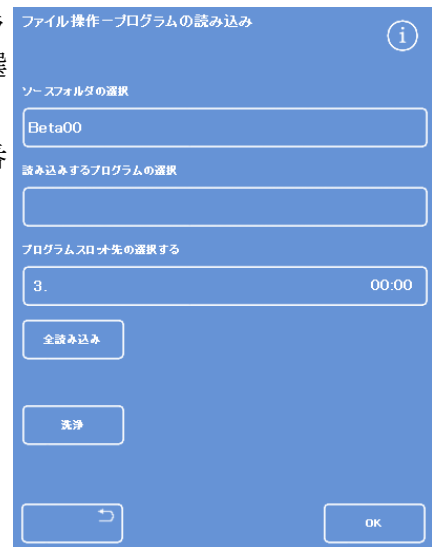 ファイル操作ープログラムの読み込み
ソースフォルダの選択
Beta00
読み込みするプログラムの選択
プログラムスロット先の選択する
3. 00:00
全読み込み
洗浄
OK